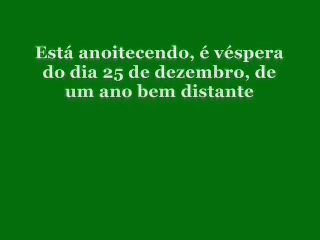 Está anoitecendo, é véspera
do dia 25 de dezembro, de
um ano bem distante